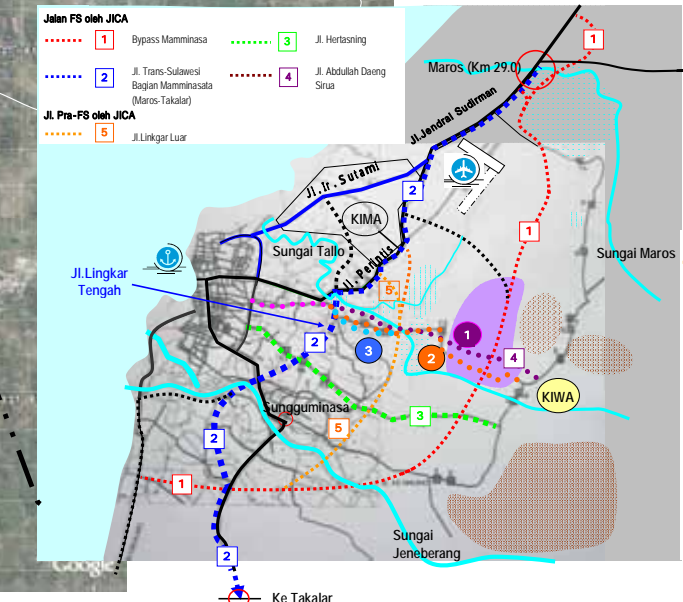 Jalan FS oleh JICA
1 Bypass Mamminasa
3 Jl. Hertasning
2 Jl. Trans-Sulawesi
Bagian Mamminasata
(Maros-Takalar)
4 Jl. Abdullah Daeng
Sirua
Jl. Pra-FS oleh JICA
5 Jl.Linkgar Luar
1
Maros (Km 29.0)
Jl.Jendral Sudirman
Jl.Ir. Sutami
2
KIMA
1
Sungai Tallo
Sungai Maros
Jl. Perintis
Jl.Lingkar
Tengah
5
2
3
2
1
4
KIWA
Sungguminasa
3
5
2
1
Sungai
Jeneberang
2
Google
Ke Takalar